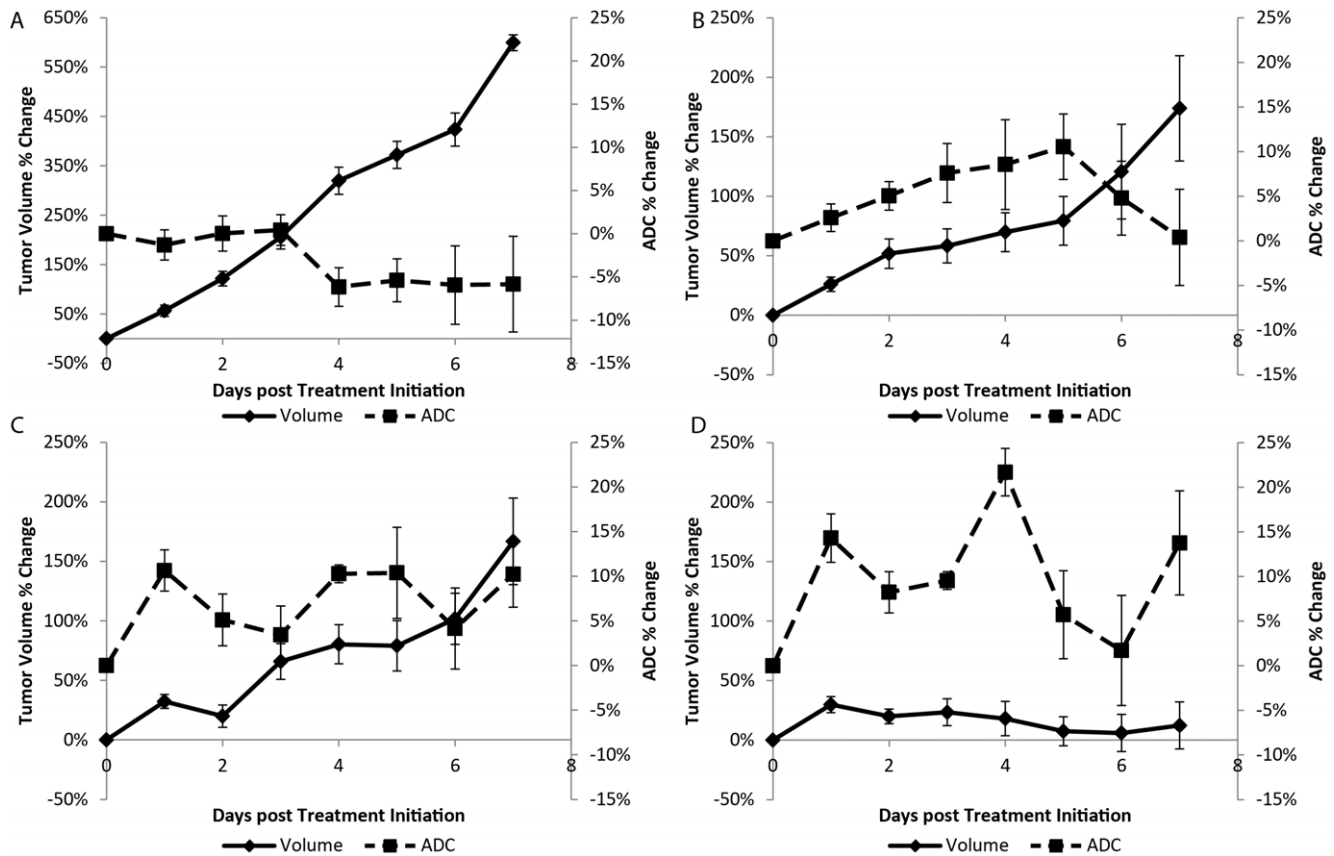 A
650%
550%
450%
350%
250%
150%
50%
-50%
25%
20%
15%
10%
5%
0%
-5%
-10%
-15%
0 2 4 6 8
Tumor Volume % Change
ADC % Change
Days post Treatment Initiation
Volume ADC
B
250%
200%
150%
100%
50%
0%
-50%
25%
20%
15%
10%
5%
0%
-5%
-10%
-15%
0 2 4 6 8
Tumor Volume % Change
ADC % Change
Days post Treatment Initiation
Volume ADC
C
250%
200%
150%
100%
50%
0%
-50%
25%
20%
15%
10%
5%
0%
-5%
-10%
-15%
0 2 4 6 8
Tumor Volume % Change
ADC % Change
Days post Treatment Initiation
Volume ADC
D
250%
200%
150%
100%
50%
0%
-50%
25%
20%
15%
10%
5%
0%
-5%
-10%
-15%
0 2 4 6 8
Tumor Volume % Change
ADC % Change
Days post Treatment Initiation
Volume ADC